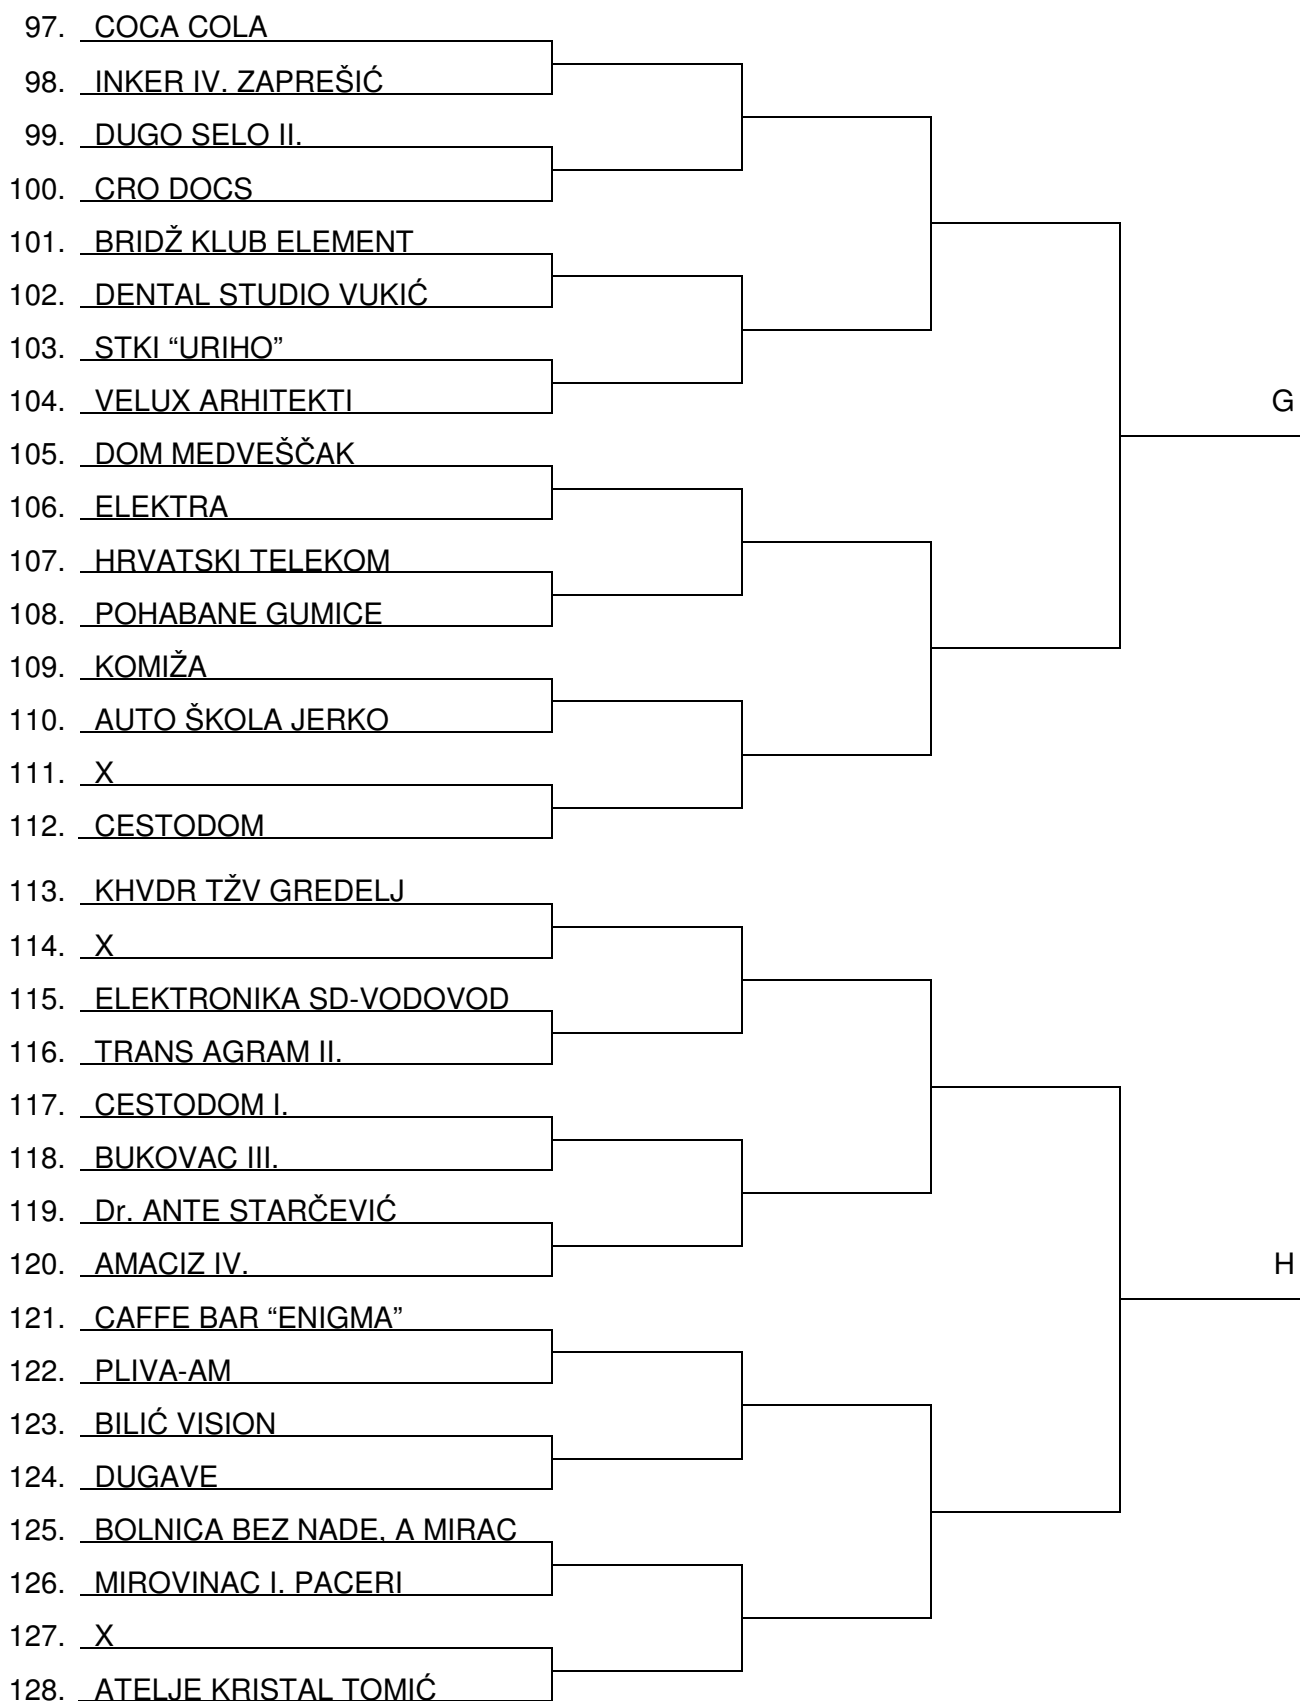 97. COCA COLA
98. INKER IV. ZAPREŠIĆ
99. DUGO SELO II.
100. CRO DOCS
101. BRIDŽ KLUB ELEMENT
102. DENTAL STUDIO VUKIĆ
103. STKI “URIHO”
104. VELUX ARHITEKTI
G
105. DOM MEDVEŠČAK
106. ELEKTRA
107. HRVATSKI TELEKOM
108. POHABANE GUMICE
109. KOMIŽA
110. AUTO ŠKOLA JERKO
111. X
112. CESTODOM
113. KHVDR TŽV GREDELJ
114. X
115. ELEKTRONIKA SD-VODOVOD
116. TRANS AGRAM II.
117. CESTODOM I.
118. BUKOVAC III.
119. Dr. ANTE STARČEVIĆ
120. AMACIZ IV.
H
121. CAFFE BAR “ENIGMA”
122. PLIVA-AM
123. BILIĆ VISION
124. DUGAVE
125. BOLNICA BEZ NADE, A MIRAC
126. MIROVINAC I. PACERI
127. X
128. ATELJE KRISTAL TOMIĆ